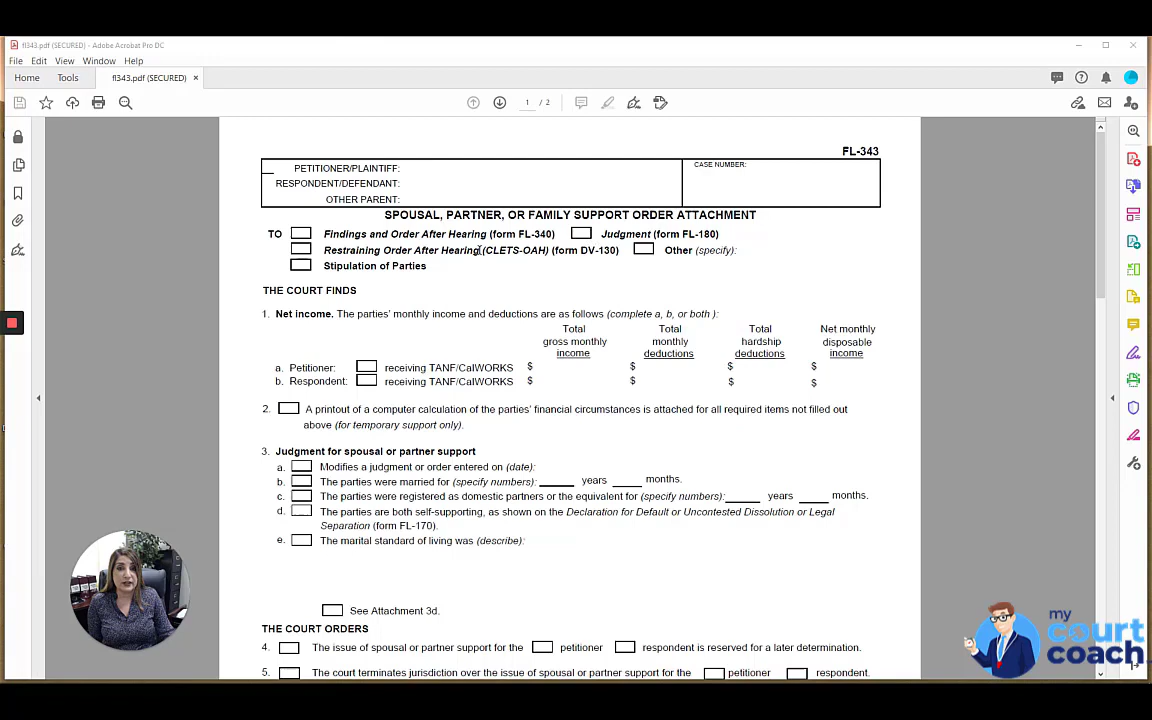 fl343.pdf (SECURED) - Adobe Acrobat Pro DC
File Edit View Window Help
Home Tools fl343.pdf (SECURED) ×
1 / 2
FL-343
PETITIONER/PLAINTIFF:
CASE NUMBER:
RESPONDENT/DEFENDANT:
OTHER PARENT:
SPOUSAL, PARTNER, OR FAMILY SUPPORT ORDER ATTACHMENT
TO Findings and Order After Hearing (form FL-340) Judgment (form FL-180)
Restraining Order After Hearing (CLETS-OAH) (form DV-130) Other (specify):
Stipulation of Parties
THE COURT FINDS
1. Net income. The parties' monthly income and deductions are as follows (complete a, b, or both ):
Total Total Total Net monthly
gross monthly monthly hardship disposable
income deductions deductions income
a. Petitioner: receiving TANF/CalWORKS $ $ $ $
b. Respondent: receiving TANF/CalWORKS $ $ $ $
2. A printout of a computer calculation of the parties' financial circumstances is attached for all required items not filled out
above (for temporary support only).
3. Judgment for spousal or partner support
a. Modifies a judgment or order entered on (date):
b. The parties were married for (specify numbers): years months.
c. The parties were registered as domestic partners or the equivalent for (specify numbers): years months.
d. The parties are both self-supporting, as shown on the Declaration for Default or Uncontested Dissolution or Legal
Separation (form FL-170).
e. The marital standard of living was (describe):
See Attachment 3d.
THE COURT ORDERS
4. The issue of spousal or partner support for the petitioner respondent is reserved for a later determination.
5. The court terminates jurisdiction over the issue of spousal or partner support for the petitioner respondent.
my
court
coach